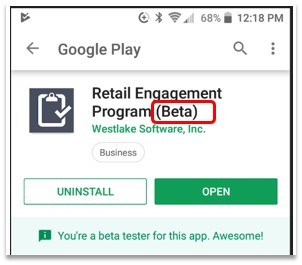 68% 12:18 PM
Google Play
Retail Engagement
Program (Beta)
Westlake Software, Inc.
Business
UNINSTALL
OPEN
You're a beta tester for this app. Awesome!